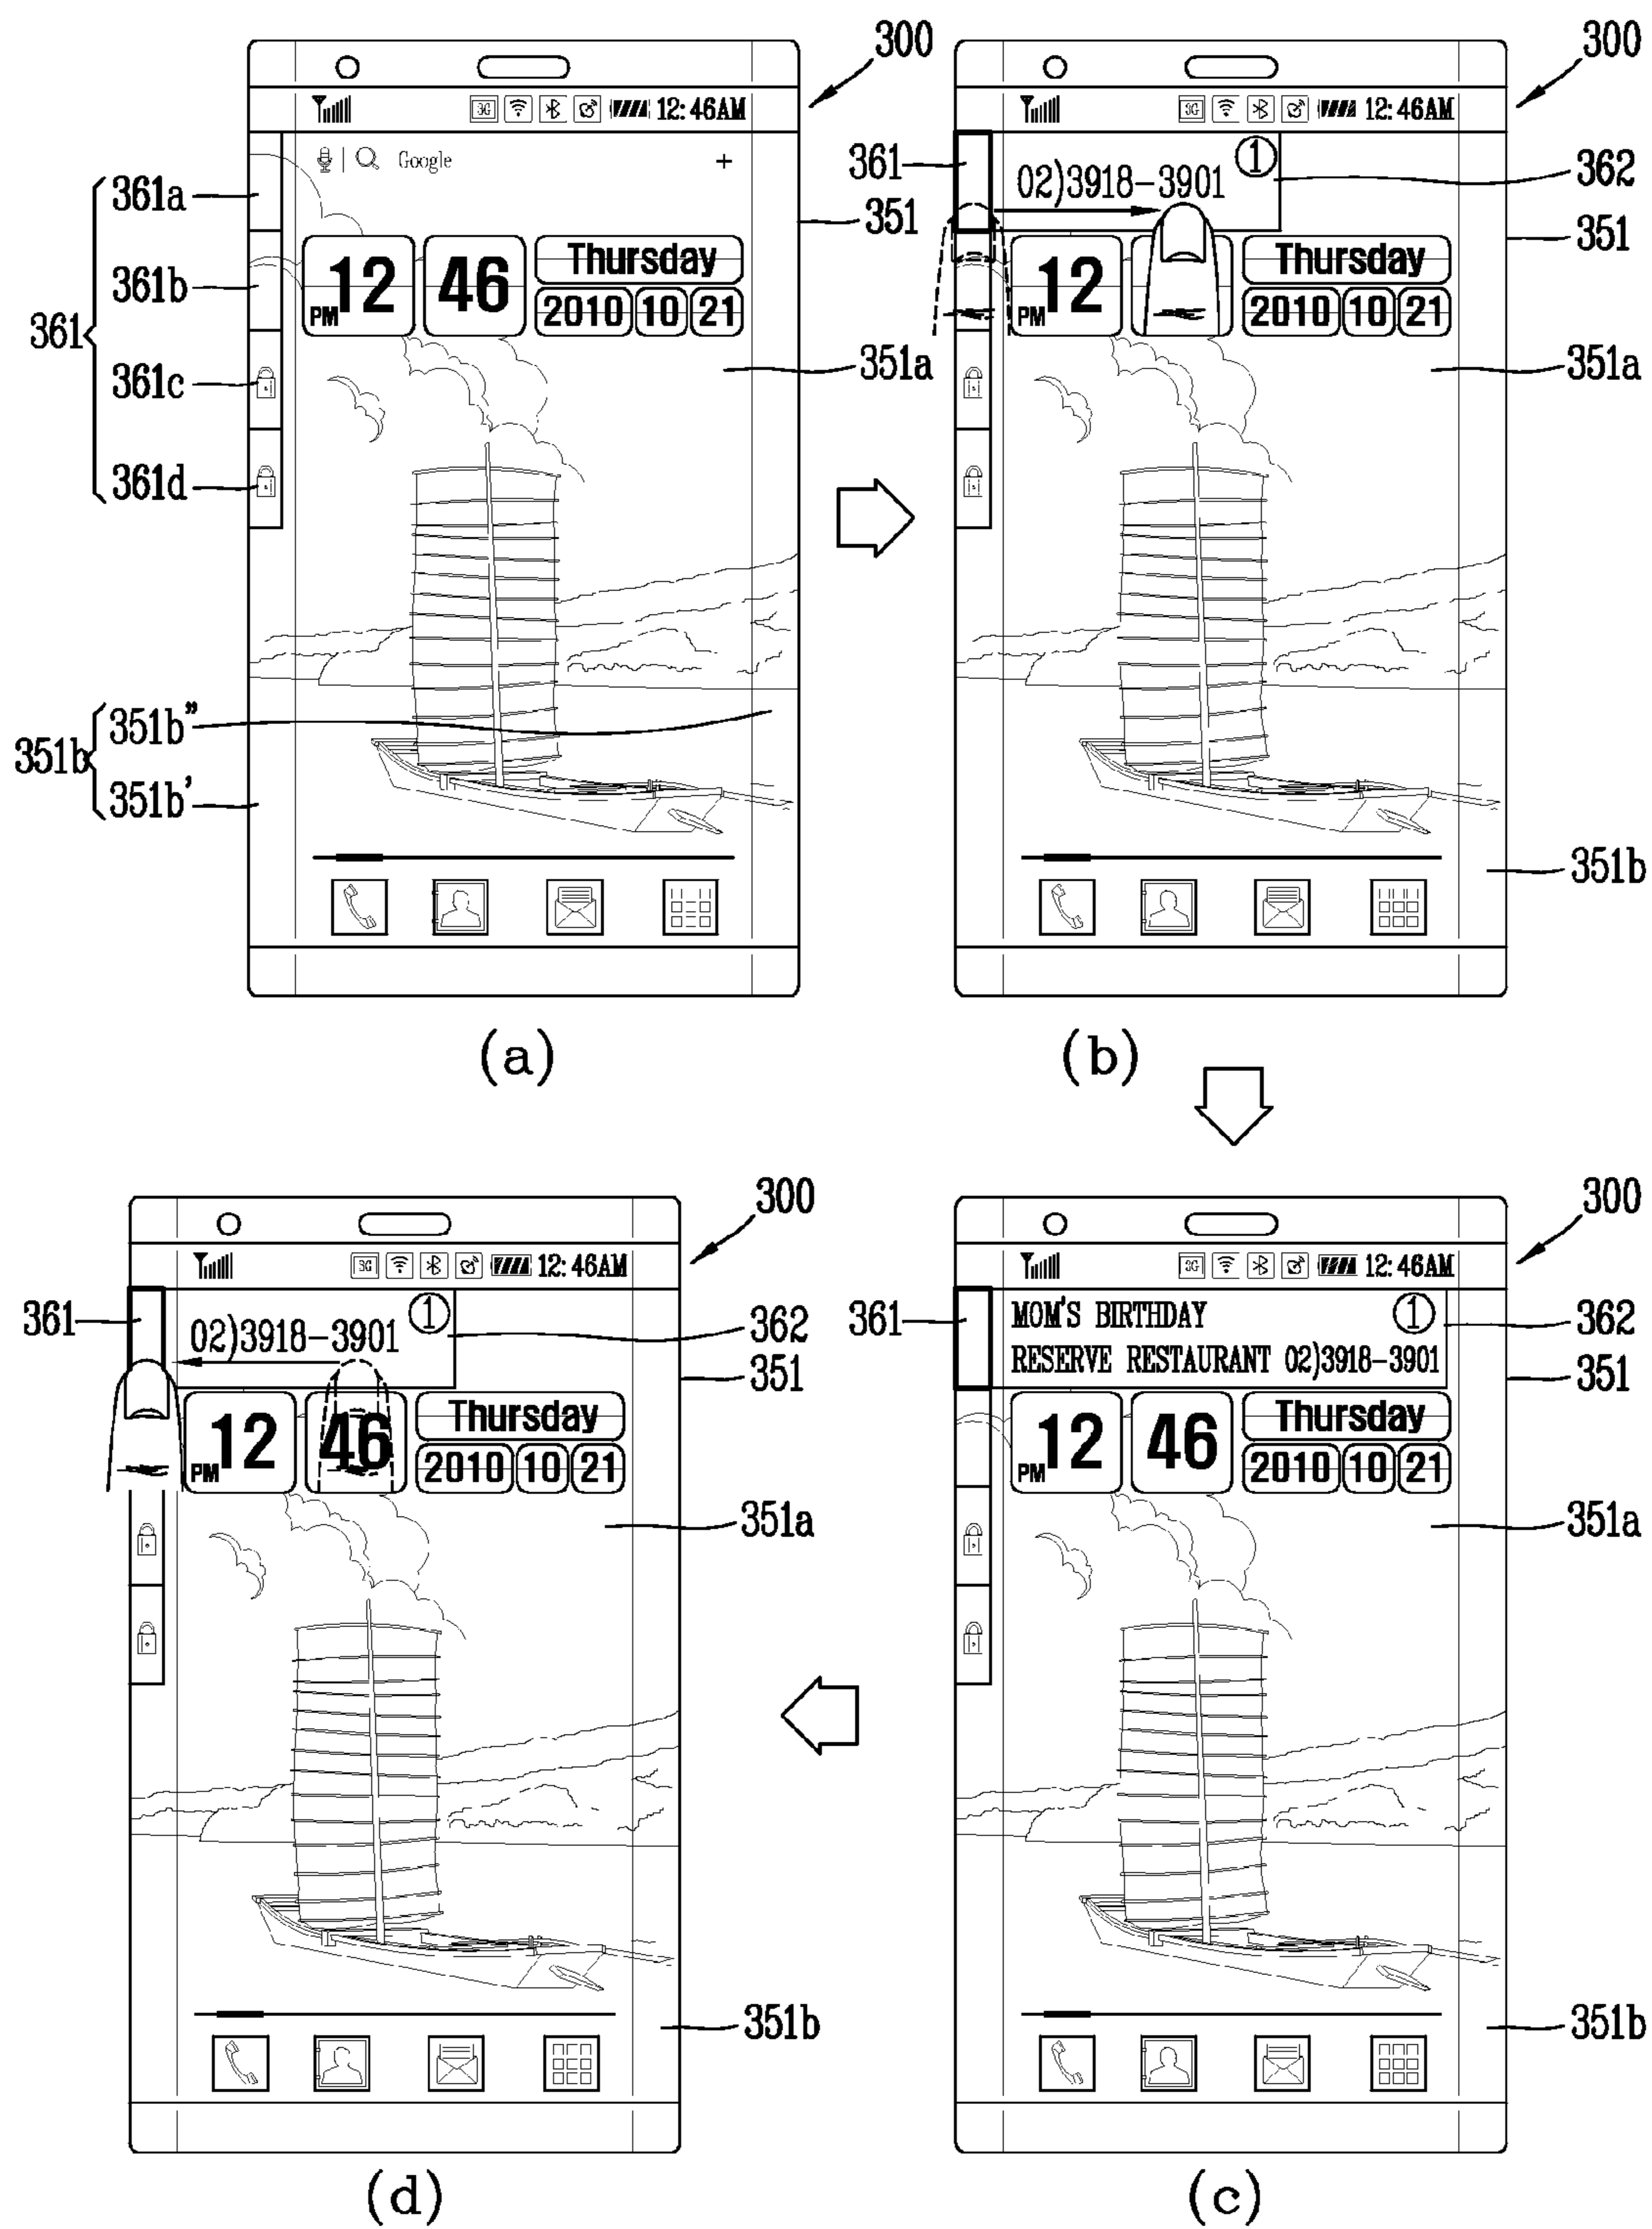 300
3G 12:46AM
Google +
361a
351
361b
361
PM 12 46 Thursday
2010 10 21
351a
361c
361d
351b"
351b
351b'
(a)
300
3G 12:46AM
361
1
02)3918-3901
362
351
PM 12 Thursday
2010 10 21
351a
351b
(b)
300
3G 12:46AM
361
1
02)3918-3901
362
351
PM 12 46 Thursday
2010 10 21
351a
351b
(d)
300
3G 12:46AM
361
MOM'S BIRTHDAY 1
362
RESERVE RESTAURANT 02)3918-3901
351
PM 12 46 Thursday
2010 10 21
351a
351b
(c)